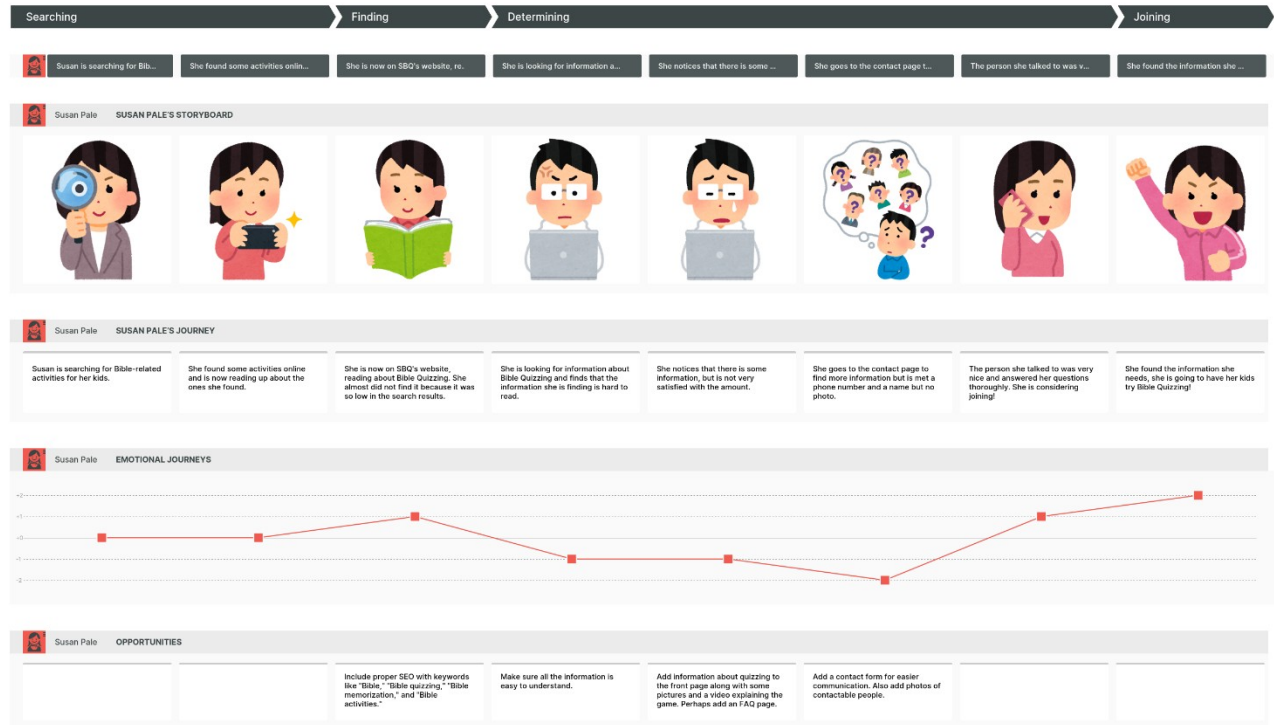 Searching
Finding
Determining
Joining
Susan is searching for Bib...
She found some activities onlin...
She is now on SBQ's website, re.
She is looking for information a...
She notices that there is some ...
She goes to the contact page t...
The person she talked to was v...
She found the information she ...
Susan Pale SUSAN PALE'S STORYBOARD
Susan Pale SUSAN PALE'S JOURNEY
Susan is searching for Bible-related
activities for her kids.
She found some activities online
and is now reading up about the
ones she found.
She is now on SBQ's website,
reading about Bible Quizzing. She
almost did not find it because it was
so low in the search results.
She is looking for information about
Bible Quizzing and finds that the
information she is finding is hard to
read.
She notices that there is some
information, but is not very
satisfied with the amount.
She goes to the contact page to
find more information but is met a
phone number and a name but no
photo.
The person she talked to was very
nice and answered her questions
thoroughly. She is considering
joining!
She found the information she
needs, she is going to have her kids
try Bible Quizzing!
Susan Pale EMOTIONAL JOURNEYS
+2
+1
+0
-1
-2
Susan Pale OPPORTUNITIES
Include proper SEO with keywords
like "Bible," "Bible quizzing," "Bible
memorization," and "Bible
activities."
Make sure all the information is
easy to understand.
Add information about quizzing to
the front page along with some
pictures and a video explaining the
game. Perhaps add an FAQ page.
Add a contact form for easier
communication. Also add photos of
contactable people.